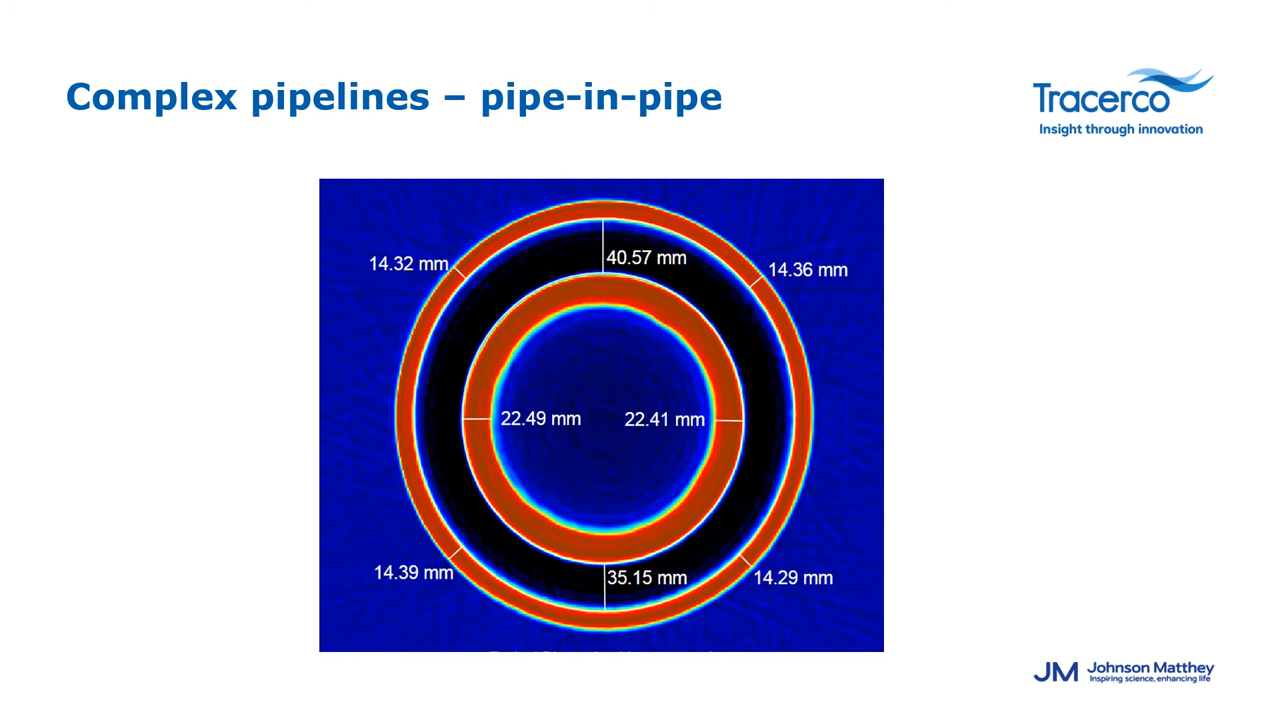 Complex pipelines – pipe-in-pipe
Tracerco
Insight through innovation
40.57 mm
14.32 mm
14.36 mm
22.49 mm
22.41 mm
14.39 mm
35.15 mm
14.29 mm
JM Johnson Matthey
Inspiring science, enhancing life